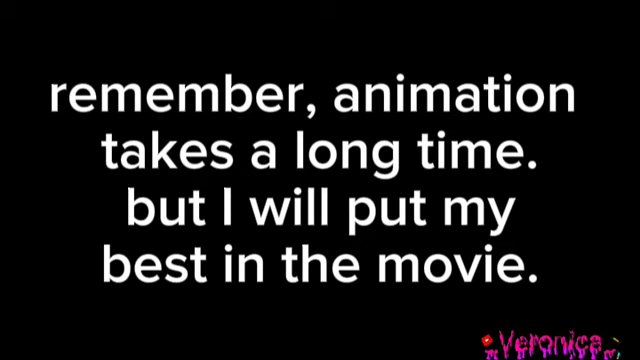 remember, animation
takes a long time.
but I will put my
best in the movie.
Veronica